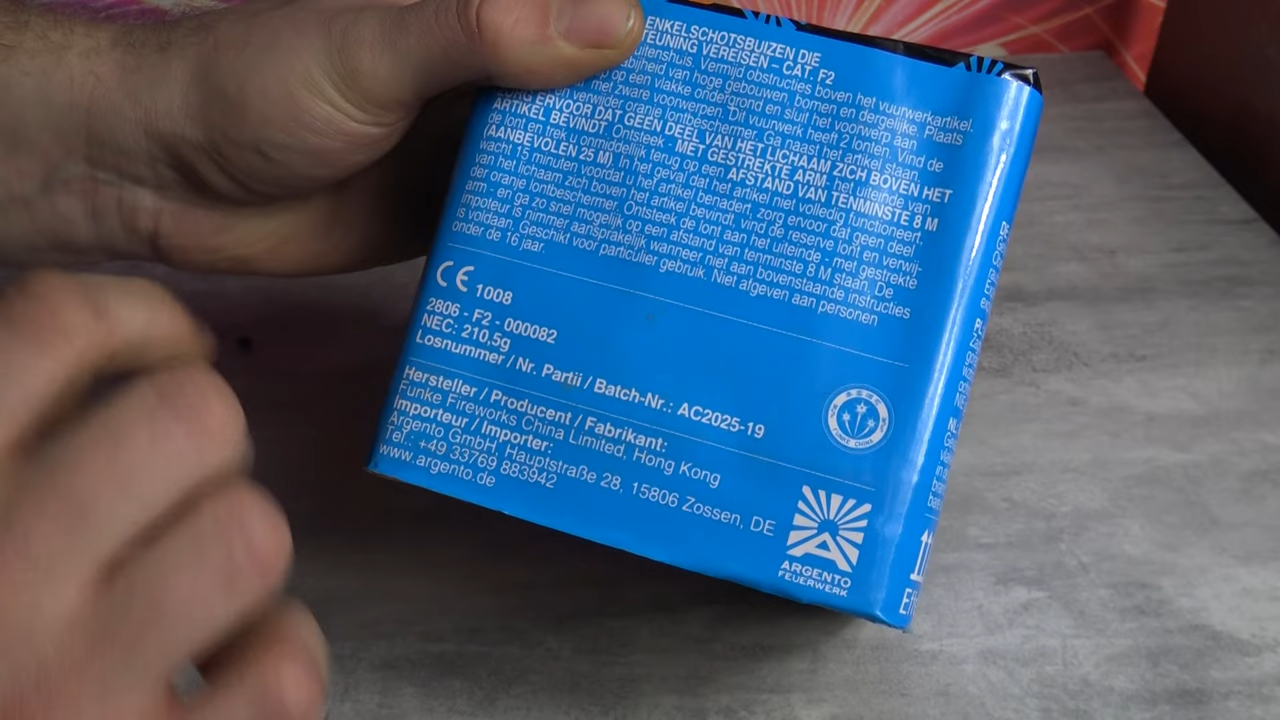 ENKELSCHOTSBUIZEN DIE
TEUNING VEREISEN – CAT. F2
uitenshuis. Vermijd obstructies boven het vuurwerkartikel.
abijheid van hoge gebouwen, bomen en dergelijke. Plaats
op een vlakke ondergrond en sluit het voorwerp aan
met zware voorwerpen. Dit vuurwerk heeft 2 lonten. Vind de
verwijder oranje lontbeschermer. Ga naast het artikel staan.
ZORG ERVOOR DAT GEEN DEEL VAN HET LICHAAM ZICH BOVEN HET
ARTIKEL BEVINDT. Ontsteek - MET GESTREKTE ARM - het uiteinde van
de lont en trek u onmiddellijk terug op een AFSTAND VAN TENMINSTE 8 M
(AANBEVOLEN 25 M). In het geval dat het artikel niet volledig functioneert,
wacht 15 minuten voordat u het artikel benadert, zorg ervoor dat geen deel
van het lichaam zich boven het artikel bevindt, vind de reserve lont en verwij-
der oranje lontbeschermer. Ontsteek de lont aan het uiteinde - met gestrekte
arm - en ga zo snel mogelijk op een afstand van tenminste 8 M staan. De
impoteur is nimmer aansprakelijk wanneer niet aan bovenstaande instructies
is voldaan. Geschikt voor particulier gebruik. Niet afgeven aan personen
onder de 16 jaar.
CE 1008
2806 - F2 - 000082
NEC: 210,5g
Losnummer / Nr. Partii / Batch-Nr.: AC2025-19
Hersteller / Producent / Fabrikant:
Funke Fireworks China Limited, Hong Kong
Importeur / Importer:
Argento GmbH, Hauptstraße 28, 15806 Zossen, DE
Tel.: +49 33769 883942
www.argento.de
FUNKE CHINA
ARGENTO
FEUERWERK